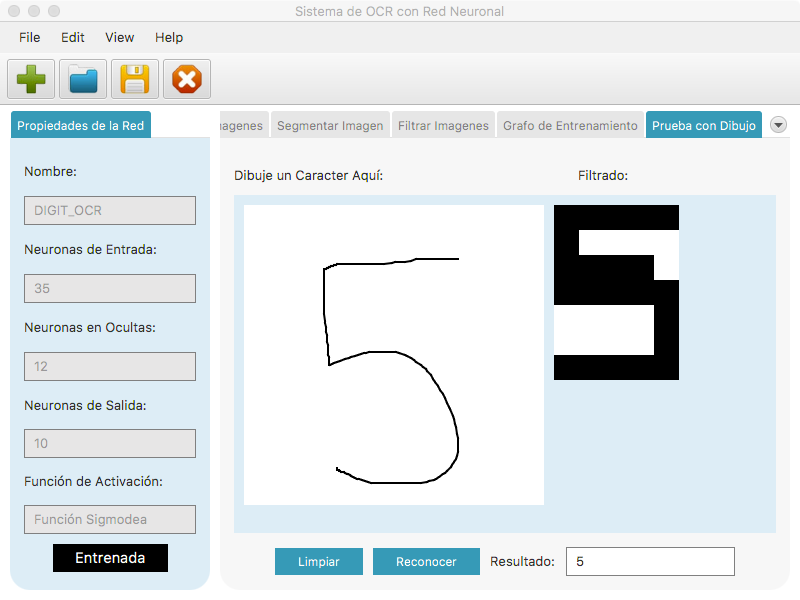 Sistema de OCR con Red Neuronal
File Edit View Help
Propiedades de la Red
agenes Segmentar Imagen Filtrar Imagenes Grafo de Entrenamiento Prueba con Dibujo
Nombre:
DIGIT_OCR
Neuronas de Entrada:
35
Neuronas en Ocultas:
12
Neuronas de Salida:
10
Función de Activación:
Función Sigmodea
Entrenada
Dibuje un Caracter Aquí:
Filtrado:
5
5
Limpiar Reconocer Resultado: 5